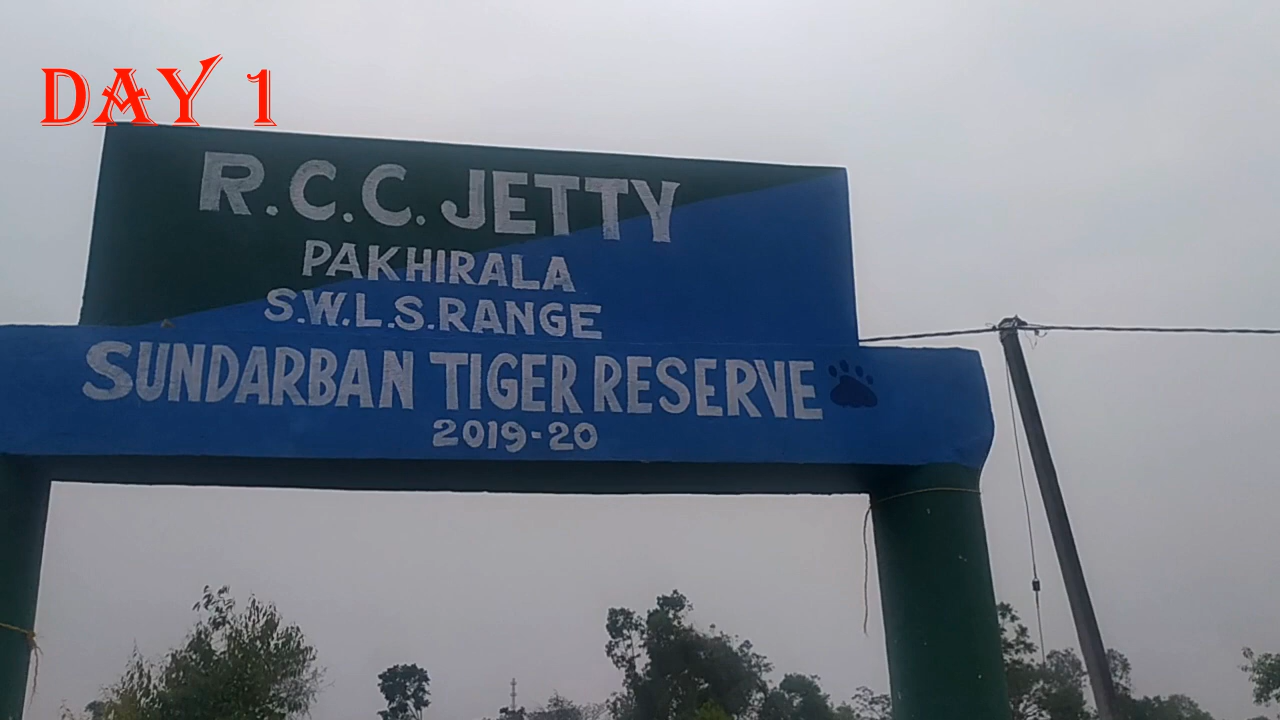 DAY 1
R.C.C. JETTY
PAKHIRALA
S.W.L.S.RANGE
SUNDARBAN TIGER RESERVE
2019-20